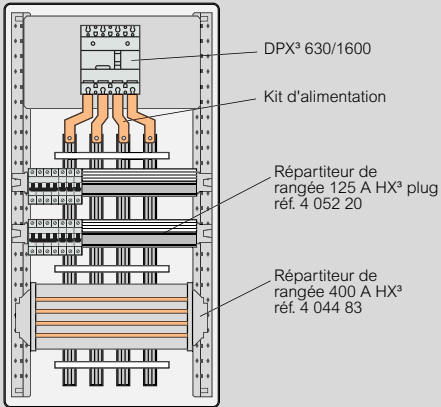 DPX³ 630/1600
Kit d'alimentation
Répartiteur de
rangée 125 A HX³ plug
réf. 4 052 20
Répartiteur de
rangée 400 A HX³
réf. 4 044 83